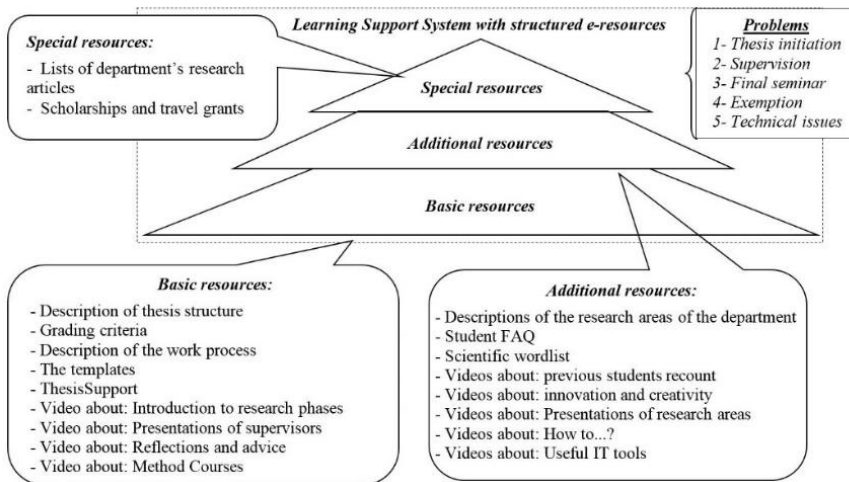 Learning Support System with structured e-resources
Special resources:
- Lists of department's research
articles
- Scholarships and travel grants
Problems
1- Thesis initiation
2- Supervision
3- Final seminar
4- Exemption
5- Technical issues
Special resources
Additional resources
Basic resources
Basic resources:
- Description of thesis structure
- Grading criteria
- Description of the work process
- The templates
- ThesisSupport
- Video about: Introduction to research phases
- Video about: Presentations of supervisors
- Video about: Reflections and advice
- Video about: Method Courses
Additional resources:
- Descriptions of the research areas of the department
- Student FAQ
- Scientific wordlist
- Videos about: previous students recount
- Videos about: innovation and creativity
- Videos about: Presentations of research areas
- Videos about: How to...?
- Videos about: Useful IT tools